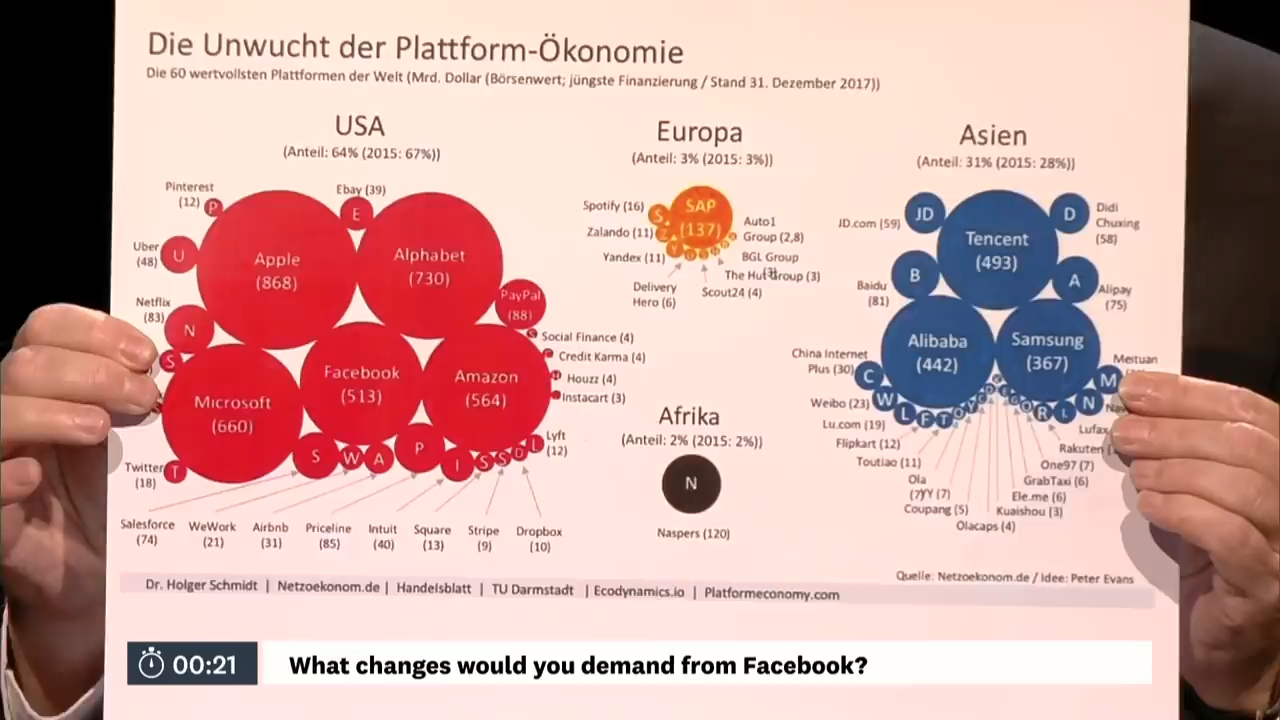 Die Unwucht der Plattform-Ökonomie
Die 60 wertvollsten Plattformen der Welt (Mrd. Dollar (Börsenwert; jüngste Finanzierung / Stand 31. Dezember 2017))
USA
(Anteil: 64% (2015: 67%))
Pinterest
(12)
P
Ebay (39)
E
Uber
(48)
U
Apple
(868)
Alphabet
(730)
Netflix
(83)
N
PayPal
(88)
S
Social Finance (4)
Credit Karma (4)
Houzz (4)
Instacart (3)
Microsoft
(660)
Facebook
(513)
Amazon
(564)
Twitter
(18)
T
S
W
A
P
I
S
S
D
L
Lyft
(12)
Salesforce
(74)
WeWork
(21)
Airbnb
(31)
Priceline
(85)
Intuit
(40)
Square
(13)
Stripe
(9)
Dropbox
(10)
Europa
(Anteil: 3% (2015: 3%))
SAP
(137)
Spotify (16)
S
Zalando (11)
Z
Yandex (11)
Y
Auto1
Group (2,8)
BGL Group
The Hut Group (3)
Delivery
Hero (6)
Scout24 (4)
Afrika
(Anteil: 2% (2015: 2%))
N
Naspers (120)
Asien
(Anteil: 31% (2015: 28%))
JD.com (59)
JD
Tencent
(493)
D
Didi
Chuxing
(58)
Baidu
(81)
B
A
Alipay
(75)
Alibaba
(442)
Samsung
(367)
China Internet
Plus (30)
C
Meituan
M
Weibo (23)
W
N
Lu.com (19)
L
F
T
O
R
L
Lufax
Flipkart (12)
Rakuten
Toutiao (11)
One97 (7)
Ola
(7)
YY (7)
GrabTaxi (6)
Ele.me (6)
Coupang (5)
Kuaishou (3)
Olacaps (4)
Quelle: Netzoekonom.de / Idee: Peter Evans
Dr. Holger Schmidt | Netzoekonom.de | Handelsblatt | TU Darmstadt | Ecodynamics.io | Platformeconomy.com
00:21
What changes would you demand from Facebook?